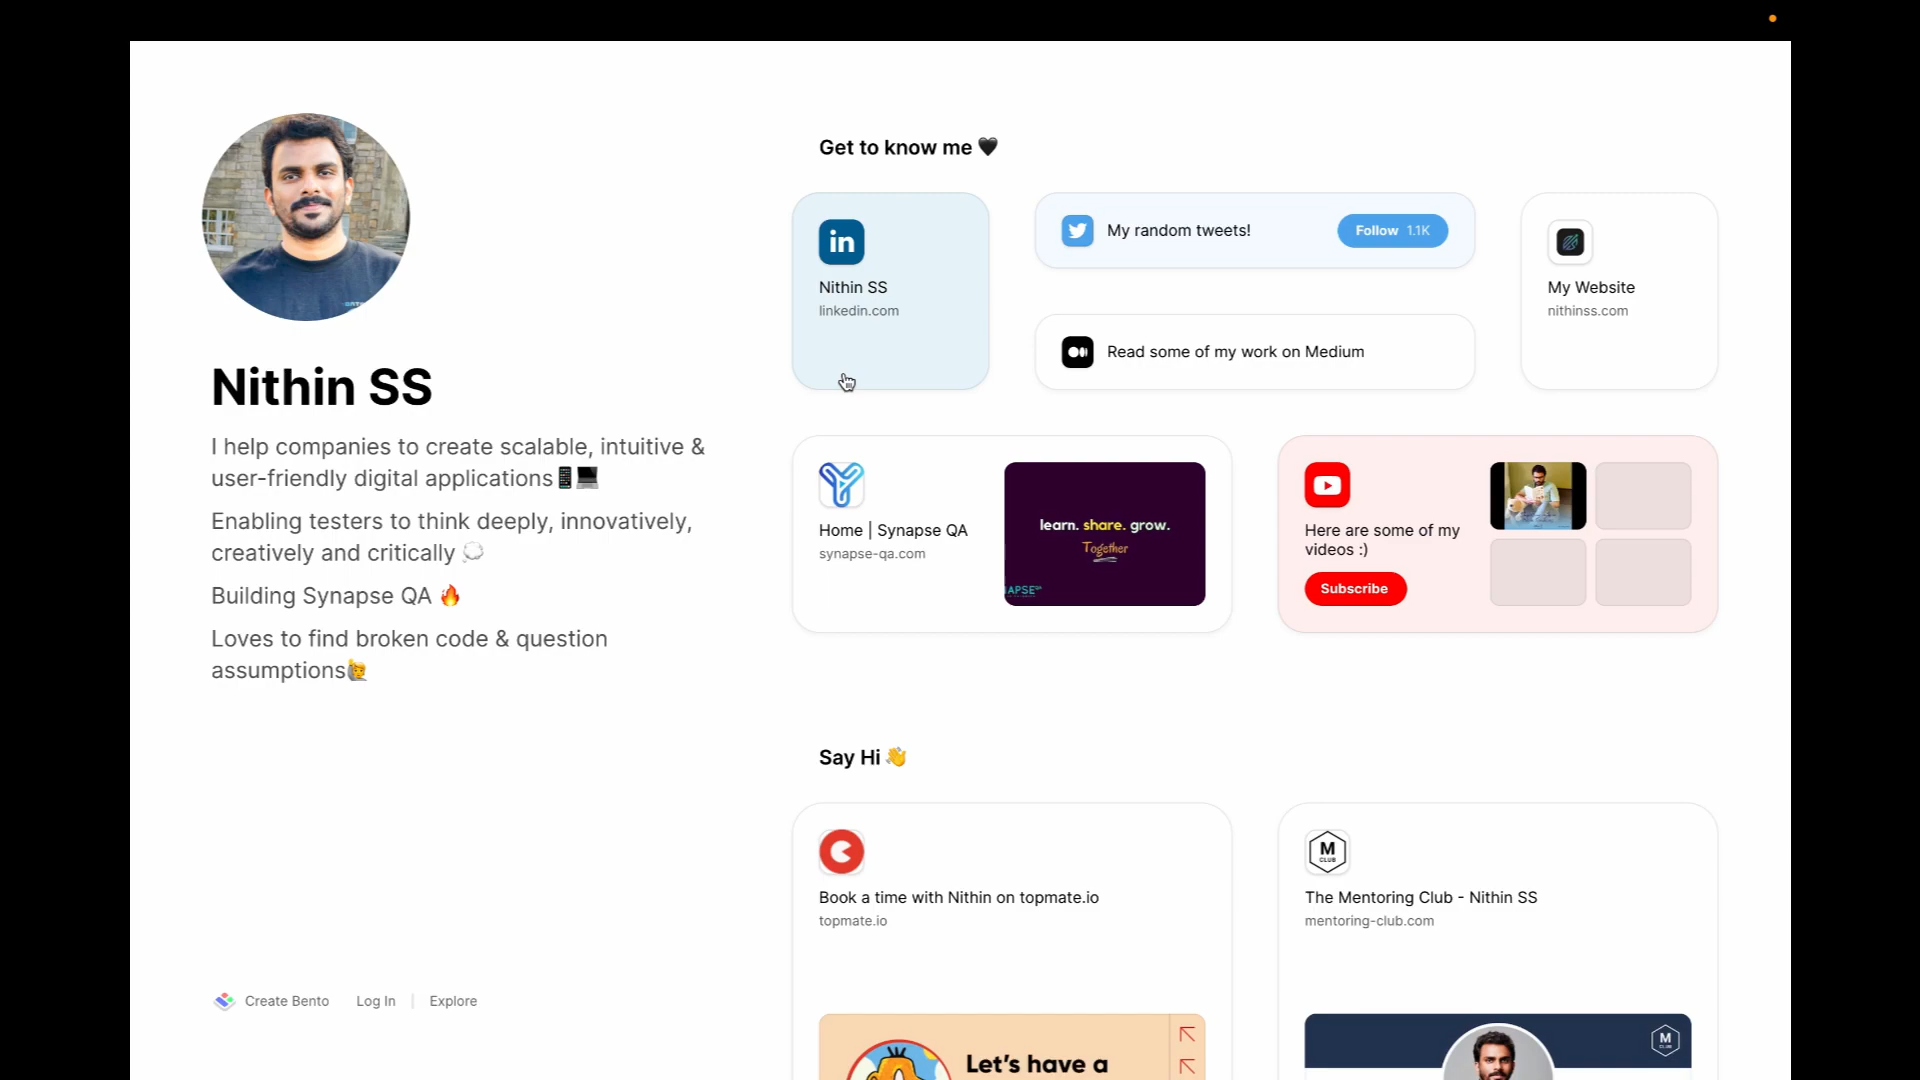 Nithin SS
I help companies to create scalable, intuitive &
user-friendly digital applications📱💻
Enabling testers to think deeply, innovatively,
creatively and critically 💭
Building Synapse QA 🔥
Loves to find broken code & question
assumptions🙋
Create Bento
Log In
Explore
Get to know me 🖤
in
Nithin SS
linkedin.com
My random tweets!
Follow 1.1K
Read some of my work on Medium
My Website
nithinss.com
Home | Synapse QA
synapse-qa.com
learn. share. grow.
Together
APSE
Here are some of my
videos :)
Subscribe
Say Hi 👋
Book a time with Nithin on topmate.io
topmate.io
Let's have a
M
CLUB
The Mentoring Club - Nithin SS
mentoring-club.com
M
CLUB